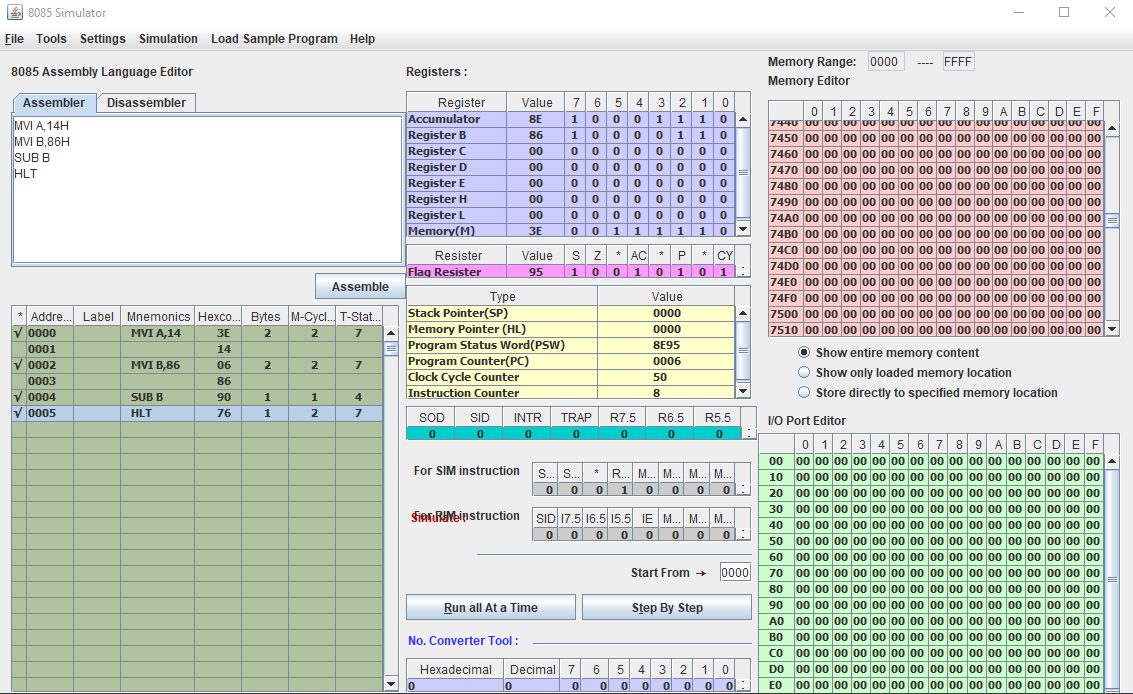 8085 Simulator
File Tools Settings Simulation Load Sample Program Help
8085 Assembly Language Editor
Assembler Disassembler
MVI A,14H
MVI B,86H
SUB B
HLT
Assemble
* Addre... Label Mnemonics Hexco... Bytes M-Cycl... T-Stat...
√ 0000 MVI A,14 3E 2 2 7
0001 14
√ 0002 MVI B,86 06 2 2 7
0003 86
√ 0004 SUB B 90 1 1 4
√ 0005 HLT 76 1 2 7
Registers :
Register Value 7 6 5 4 3 2 1 0
Accumulator 8E 1 0 0 0 1 1 1 0
Register B 86 1 0 0 0 0 1 1 0
Register C 00 0 0 0 0 0 0 0 0
Register D 00 0 0 0 0 0 0 0 0
Register E 00 0 0 0 0 0 0 0 0
Register H 00 0 0 0 0 0 0 0 0
Register L 00 0 0 0 0 0 0 0 0
Memory(M) 3E 0 0 1 1 1 1 1 0
Resister Value S Z * AC * P * CY
Flag Resister 95 1 0 0 1 0 1 0 1
Type Value
Stack Pointer(SP) 0000
Memory Pointer (HL) 0000
Program Status Word(PSW) 8E95
Program Counter(PC) 0006
Clock Cycle Counter 50
Instruction Counter 8
SOD SID INTR TRAP R7.5 R6.5 R5.5
0 0 0 0 0 0 0
For SIM instruction
S... S... * R... M... M... M... M...
0 0 0 1 0 0 0 0
For RIM instruction
Simulate :
SID I7.5 I6.5 I5.5 IE M... M... M...
0 0 0 0 0 0 0 0
Start From → 0000
Run all At a Time Step By Step
No. Converter Tool :
Hexadecimal Decimal 7 6 5 4 3 2 1 0
0 0 0 0 0 0 0 0 0 0
Memory Range: 0000 ---- FFFF
Memory Editor
0 1 2 3 4 5 6 7 8 9 A B C D E F
7440 00 00 00 00 00 00 00 00 00 00 00 00 00 00 00 00
7450 00 00 00 00 00 00 00 00 00 00 00 00 00 00 00 00
7460 00 00 00 00 00 00 00 00 00 00 00 00 00 00 00 00
7470 00 00 00 00 00 00 00 00 00 00 00 00 00 00 00 00
7480 00 00 00 00 00 00 00 00 00 00 00 00 00 00 00 00
7490 00 00 00 00 00 00 00 00 00 00 00 00 00 00 00 00
74A0 00 00 00 00 00 00 00 00 00 00 00 00 00 00 00 00
74B0 00 00 00 00 00 00 00 00 00 00 00 00 00 00 00 00
74C0 00 00 00 00 00 00 00 00 00 00 00 00 00 00 00 00
74D0 00 00 00 00 00 00 00 00 00 00 00 00 00 00 00 00
74E0 00 00 00 00 00 00 00 00 00 00 00 00 00 00 00 00
74F0 00 00 00 00 00 00 00 00 00 00 00 00 00 00 00 00
7500 00 00 00 00 00 00 00 00 00 00 00 00 00 00 00 00
7510 00 00 00 00 00 00 00 00 00 00 00 00 00 00 00 00
Show entire memory content
Show only loaded memory location
Store directly to specified memory location
I/O Port Editor
0 1 2 3 4 5 6 7 8 9 A B C D E F
00 00 00 00 00 00 00 00 00 00 00 00 00 00 00 00 00
10 00 00 00 00 00 00 00 00 00 00 00 00 00 00 00 00
20 00 00 00 00 00 00 00 00 00 00 00 00 00 00 00 00
30 00 00 00 00 00 00 00 00 00 00 00 00 00 00 00 00
40 00 00 00 00 00 00 00 00 00 00 00 00 00 00 00 00
50 00 00 00 00 00 00 00 00 00 00 00 00 00 00 00 00
60 00 00 00 00 00 00 00 00 00 00 00 00 00 00 00 00
70 00 00 00 00 00 00 00 00 00 00 00 00 00 00 00 00
80 00 00 00 00 00 00 00 00 00 00 00 00 00 00 00 00
90 00 00 00 00 00 00 00 00 00 00 00 00 00 00 00 00
A0 00 00 00 00 00 00 00 00 00 00 00 00 00 00 00 00
B0 00 00 00 00 00 00 00 00 00 00 00 00 00 00 00 00
C0 00 00 00 00 00 00 00 00 00 00 00 00 00 00 00 00
D0 00 00 00 00 00 00 00 00 00 00 00 00 00 00 00 00
E0 00 00 00 00 00 00 00 00 00 00 00 00 00 00 00 00